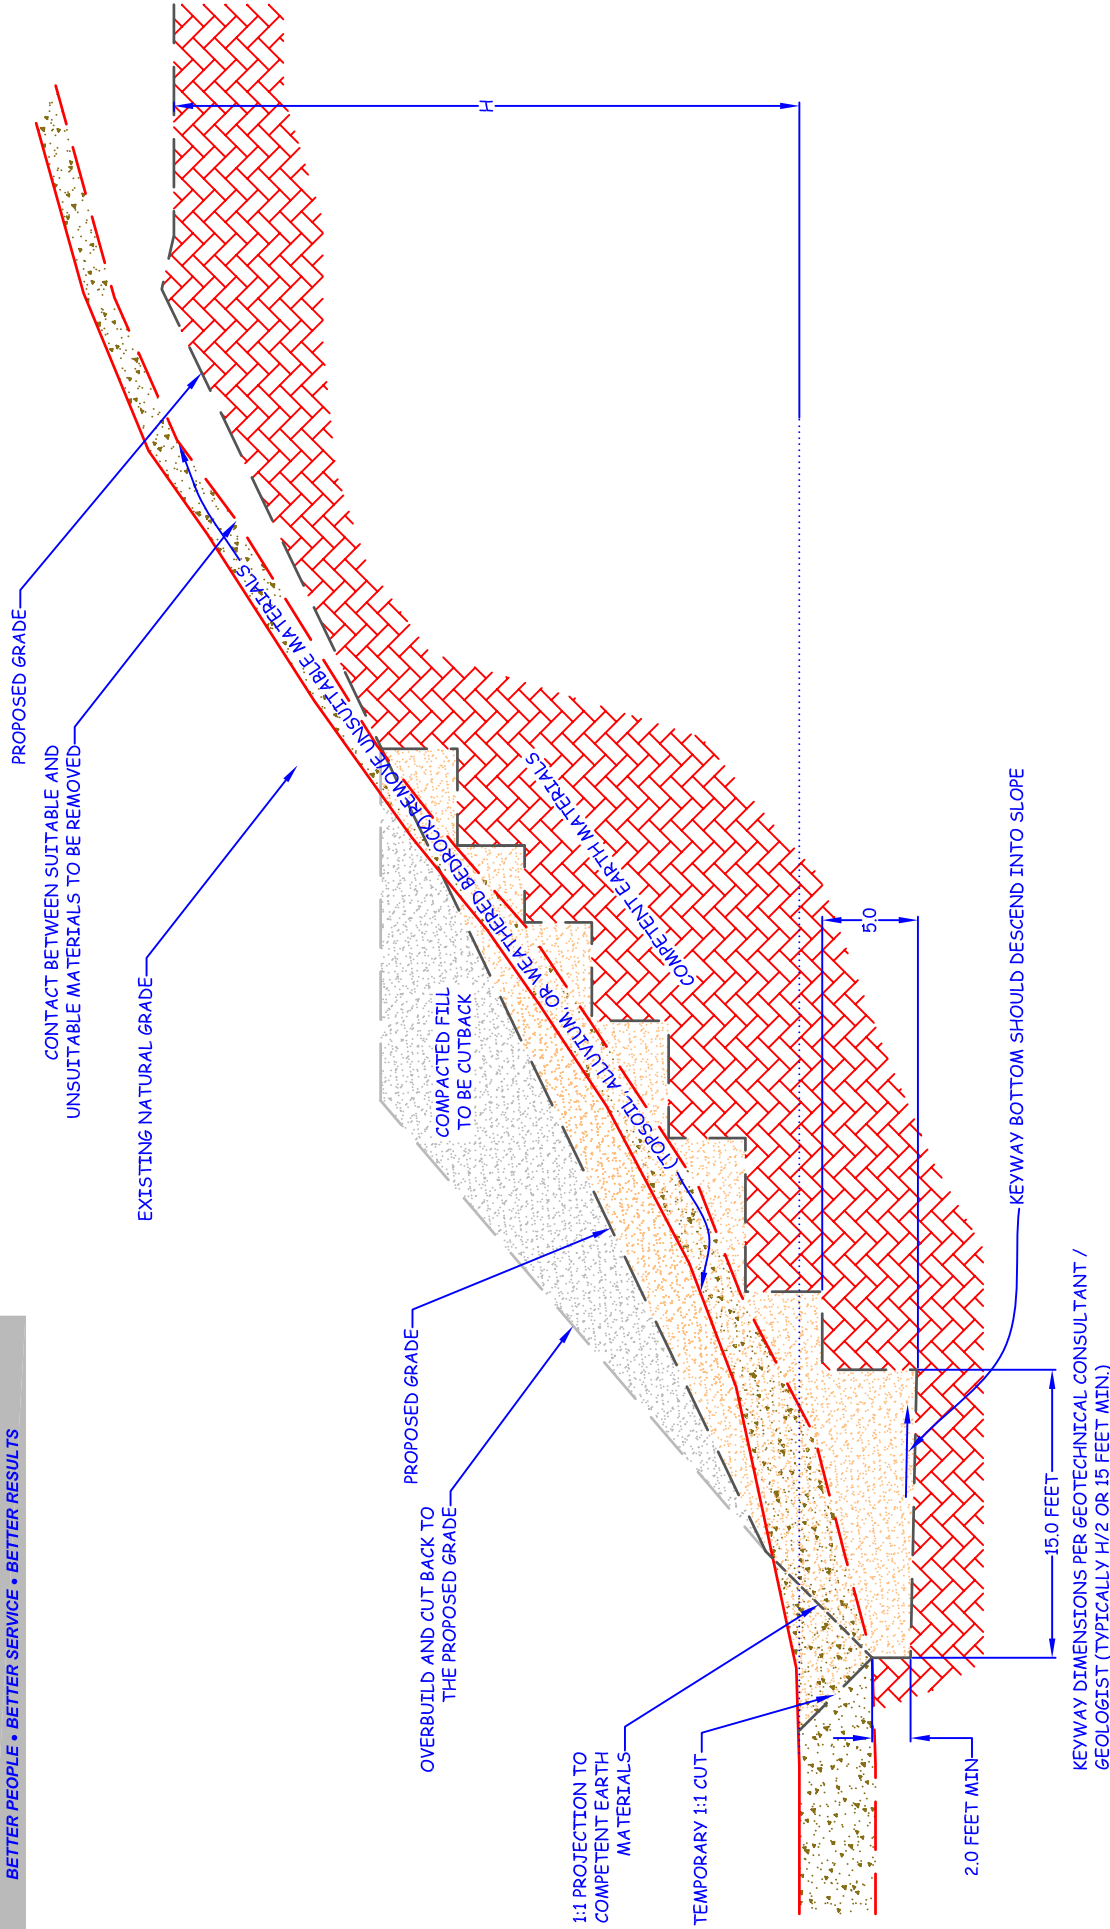 BETTER PEOPLE • BETTER SERVICE • BETTER RESULTS
PROPOSED GRADE
CONTACT BETWEEN SUITABLE AND
UNSUITABLE MATERIALS TO BE REMOVED
EXISTING NATURAL GRADE
H
(TOPSOIL, ALLUVIUM, OR WEATHERED BEDROCK) REMOVE UNSUITTABLE MATERIALS
COMPETENT EARTH MATERIALS
COMPACTED FILL
TO BE CUTBACK
PROPOSED GRADE
OVERBUILD AND CUT BACK TO
THE PROPOSED GRADE
5.0
1:1 PROJECTION TO
COMPETENT EARTH
MATERIALS
TEMPORARY 1:1 CUT
2.0 FEET MIN
15.0 FEET
KEYWAY BOTTOM SHOULD DESCEND INTO SLOPE
KEYWAY DIMENSIONS PER GEOTECHNICAL CONSULTANT /
GEOLOGIST (TYPICALLY H/2 OR 15 FEET MIN.)